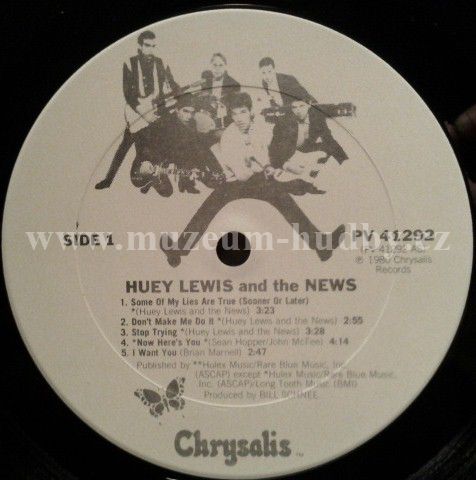 www.muzeum-hudby.cz
SIDE 1
PV 41292
(PV 41292 AS)
℗ 1980 Chrysalis
Records
HUEY LEWIS and the NEWS
1. Some Of My Lies Are True (Sooner Or Later)
*(Huey Lewis and the News) 3:23
2. Don't Make Me Do It *(Huey Lewis and the News) 2:55
3. Stop Trying *(Huey Lewis and the News) 3:28
4. *Now Here's You *(Sean Hopper/John McFee) 4:14
5. I Want You (Brian Marnell) 2:47
Published by **Hulex Music/Rare Blue Music, Inc.
(ASCAP) except *Hulex Music/Rare Blue Music,
Inc. (ASCAP)/Long Tooth Music (BMI)
Produced by BILL SCHNEE
Chrysalis TM